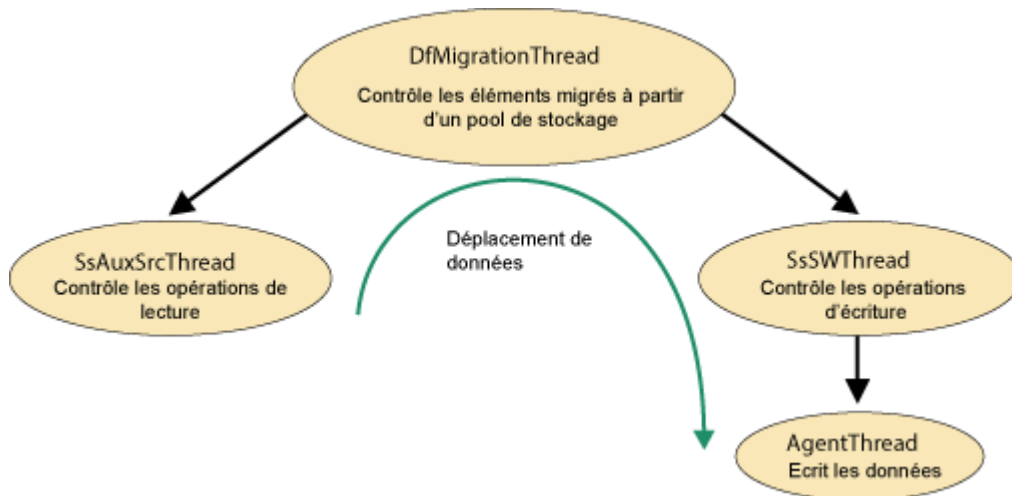 DfMigrationThread
Contrôle les éléments migrés à partir
d'un pool de stockage
SsAuxSrcThread
Contrôle les opérations de
lecture
Déplacement de
données
SsSWThread
Contrôle les opérations
d'écriture
AgentThread
Ecrit les données